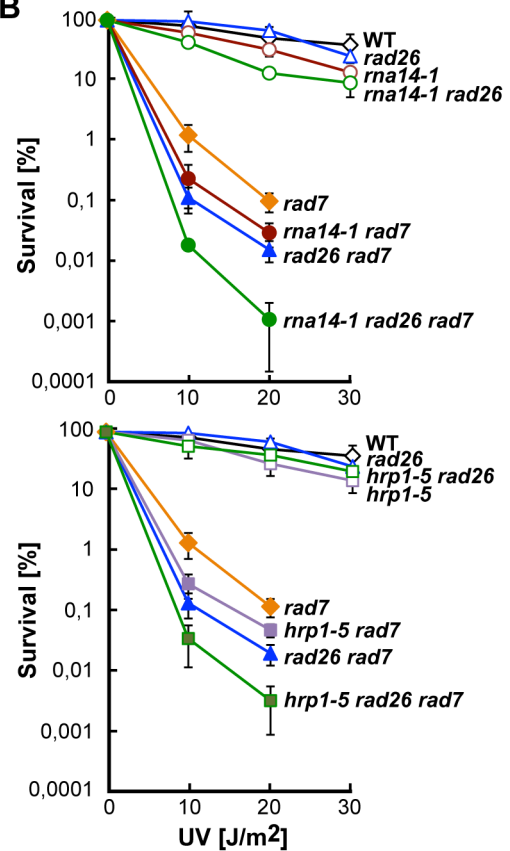 B
100
10
1
0,1
0,01
0,001
0,0001
Survival [%]
0
10
20
30
WT
rad26
rna14-1
rna14-1 rad26
rad7
rna14-1 rad7
rad26 rad7
rna14-1 rad26 rad7
100
10
1
0,1
0,01
0,001
0,0001
Survival [%]
0
10
20
30
UV [J/m2]
WT
rad26
hrp1-5 rad26
hrp1-5
rad7
hrp1-5 rad7
rad26 rad7
hrp1-5 rad26 rad7